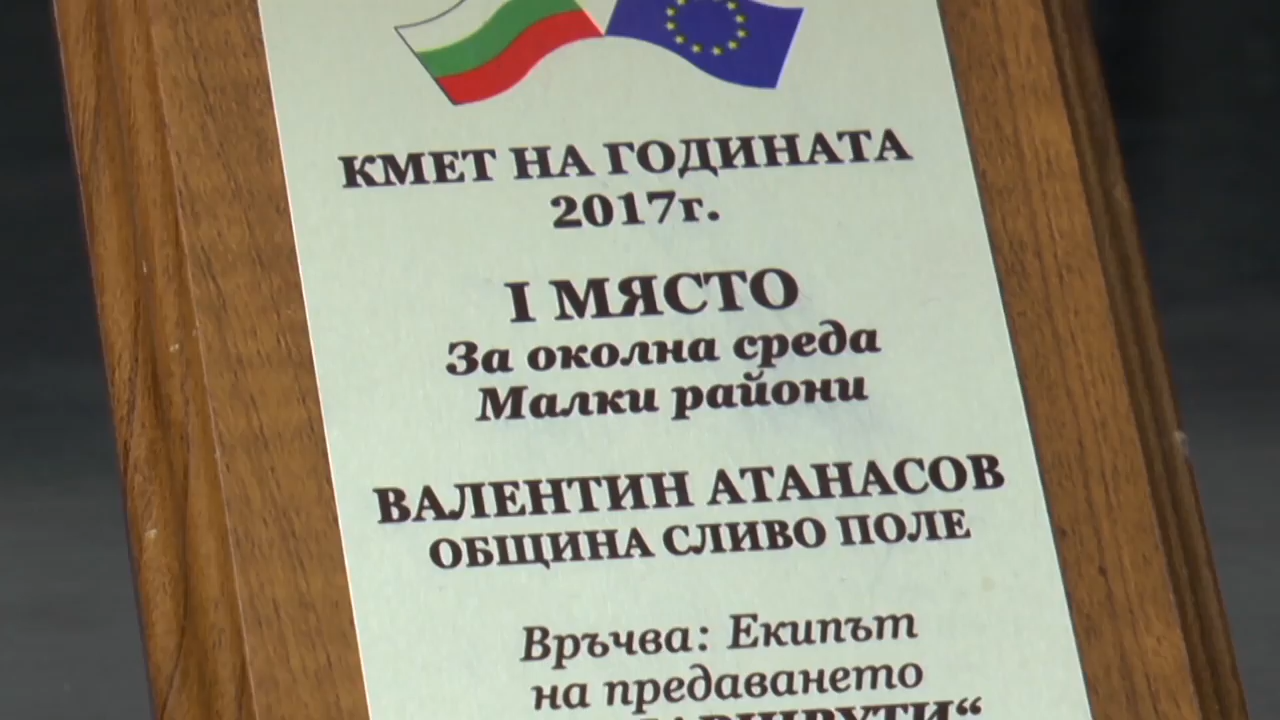 КМЕТ НА ГОДИНАТА
2017г.
I МЯСТО
За околна среда
Малки райони
ВАЛЕНТИН АТАНАСОВ
ОБЩИНА СЛИВО ПОЛЕ
Връчва: Екипът
на предаването